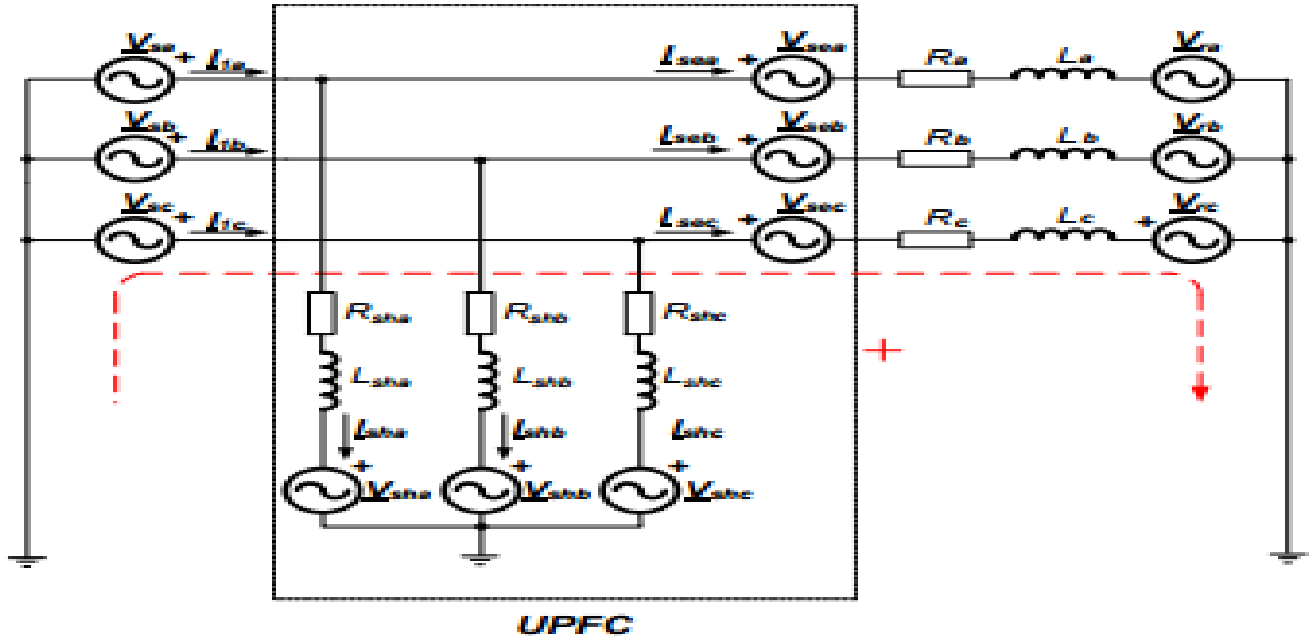 Vsa + I1a Isea + Vsea Ra La Vra
Vsb + I1b Iseb + Vseb Rb Lb Vrb
Vsc + I1c Isec + Vsec Rc Lc + Vrc
Rsha Rshb Rshc
+
Lsha Lshb Lshc
Isha Ishb Ishc
+ Vsha + Vshb + Vshc
UPFC